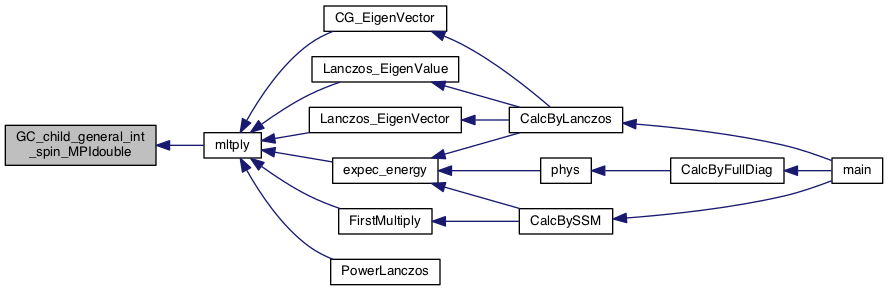 GC_child_general_int
_spin_MPIdouble
mltply
CG_EigenVector
Lanczos_EigenValue
Lanczos_EigenVector
expec_energy
FirstMultiply
PowerLanczos
CalcByLanczos
phys
CalcBySSM
CalcByFullDiag
main